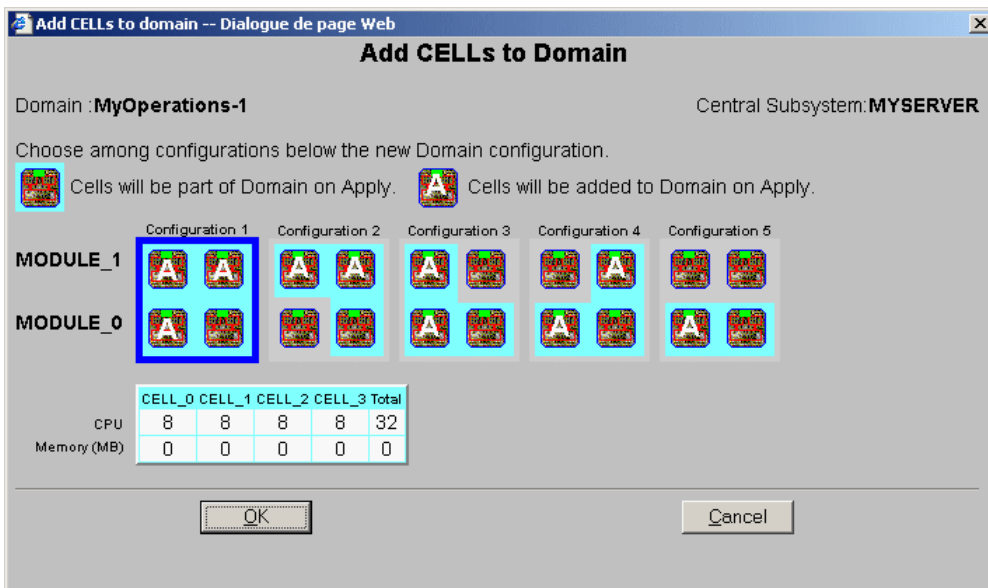 Add CELLs to domain -- Dialogue de page Web
Add CELLs to Domain
Domain :MyOperations-1 Central Subsystem:MYSERVER
Choose among configurations below the new Domain configuration.
Cells will be part of Domain on Apply. A Cells will be added to Domain on Apply.
Configuration 1 Configuration 2 Configuration 3 Configuration 4 Configuration 5
MODULE_1 A A A A A A
MODULE_0 A A A A
CELL_0 CELL_1 CELL_2 CELL_3 Total
CPU 8 8 8 8 32
Memory (MB) 0 0 0 0 0
OK Cancel